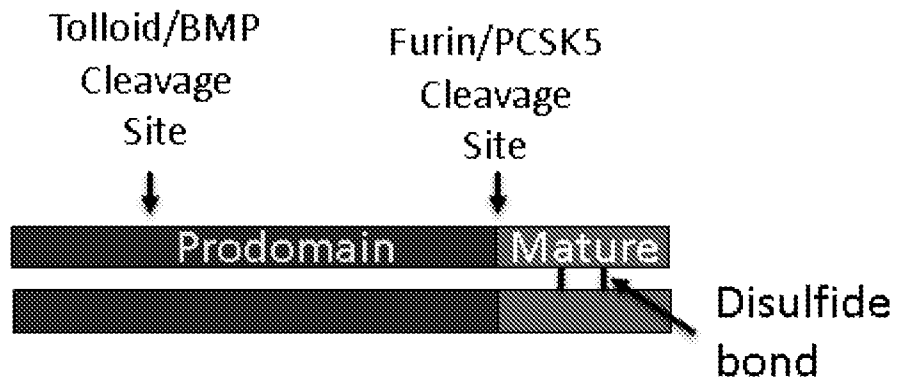 Tolloid/BMP
Cleavage
Site
Furin/PCSK5
Cleavage
Site
Prodomain
Mature
Disulfide
bond